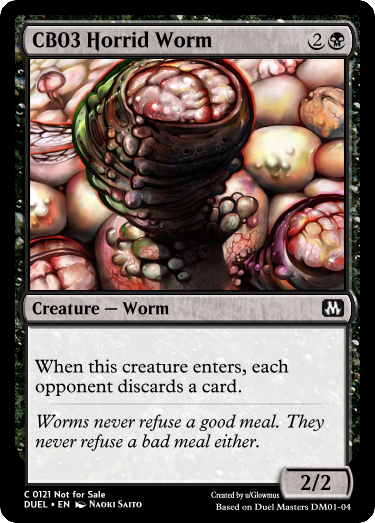 CB03 Horrid Worm 2
Creature — Worm
When this creature enters, each
opponent discards a card.
Worms never refuse a good meal. They
never refuse a bad meal either.
2/2
C 0121 Not for Sale
DUEL • EN Naoki Saito
Created by u/Glowmus
Based on Duel Masters DM01-04